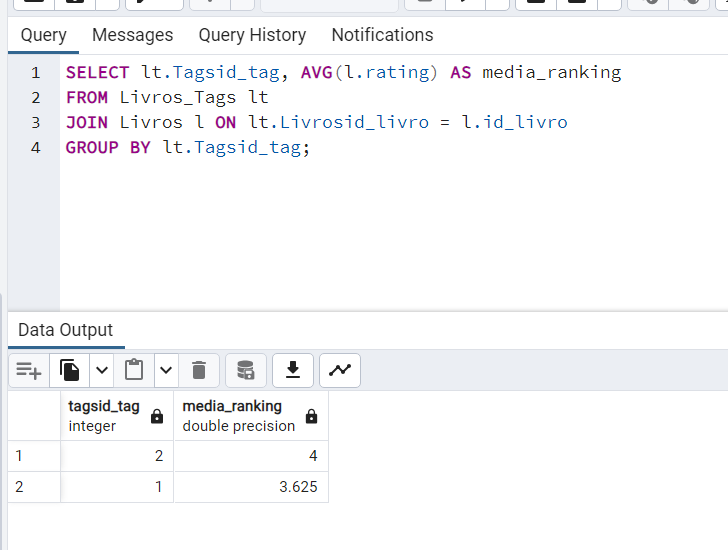 Query Messages Query History Notifications
1 SELECT lt.Tagsid_tag, AVG(l.rating) AS media_ranking
2 FROM Livros_Tags lt
3 JOIN Livros l ON lt.Livrosid_livro = l.id_livro
4 GROUP BY lt.Tagsid_tag;
Data Output
tagsid_tag media_ranking
integer double precision
1 2 4
2 1 3.625